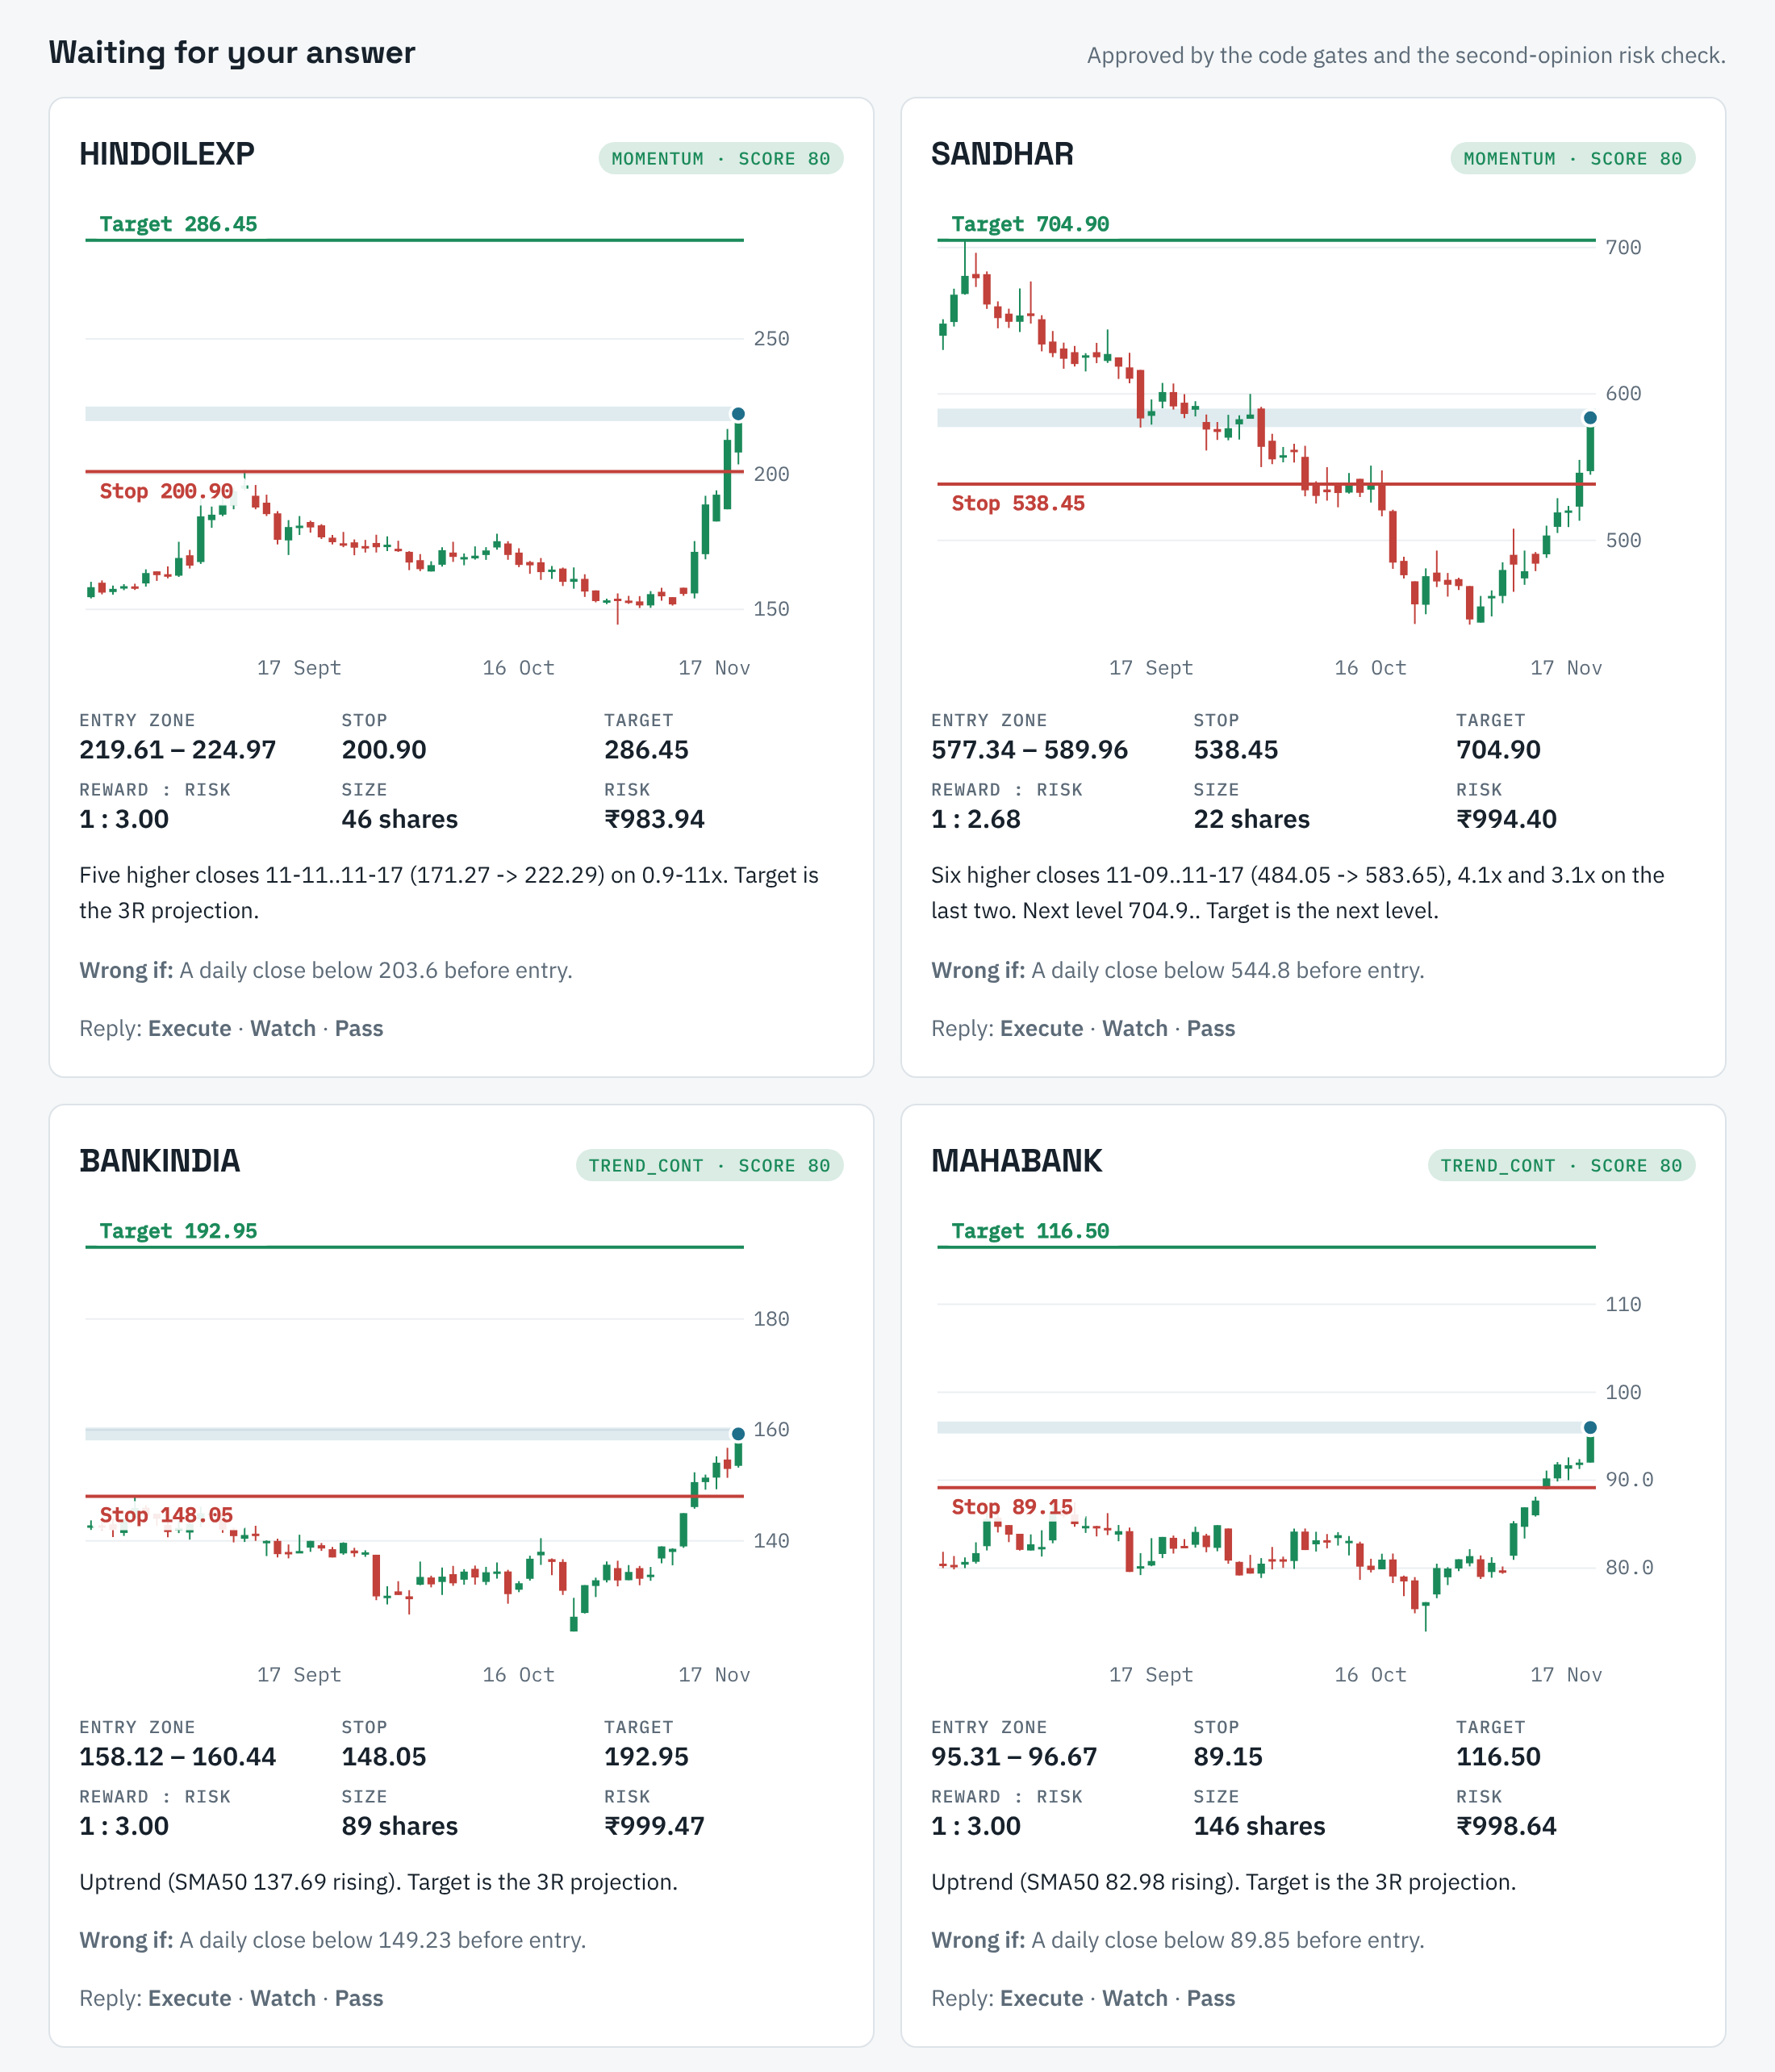 Waiting for your answer
Approved by the code gates and the second-opinion risk check.
HINDOILEXP
MOMENTUM · SCORE 80
Target 286.45
250
200
Stop 200.90
150
17 Sept 16 Oct 17 Nov
ENTRY ZONE STOP TARGET
219.61 – 224.97 200.90 286.45
REWARD : RISK SIZE RISK
1 : 3.00 46 shares ₹983.94
Five higher closes 11-11..11-17 (171.27 -> 222.29) on 0.9-11x. Target is
the 3R projection.
Wrong if: A daily close below 203.6 before entry.
Reply: Execute · Watch · Pass
SANDHAR
MOMENTUM · SCORE 80
Target 704.90
700
600
Stop 538.45
500
17 Sept 16 Oct 17 Nov
ENTRY ZONE STOP TARGET
577.34 – 589.96 538.45 704.90
REWARD : RISK SIZE RISK
1 : 2.68 22 shares ₹994.40
Six higher closes 11-09..11-17 (484.05 -> 583.65), 4.1x and 3.1x on the
last two. Next level 704.9.. Target is the next level.
Wrong if: A daily close below 544.8 before entry.
Reply: Execute · Watch · Pass
BANKINDIA
TREND_CONT · SCORE 80
Target 192.95
180
160
Stop 148.05
140
17 Sept 16 Oct 17 Nov
ENTRY ZONE STOP TARGET
158.12 – 160.44 148.05 192.95
REWARD : RISK SIZE RISK
1 : 3.00 89 shares ₹999.47
Uptrend (SMA50 137.69 rising). Target is the 3R projection.
Wrong if: A daily close below 149.23 before entry.
Reply: Execute · Watch · Pass
MAHABANK
TREND_CONT · SCORE 80
Target 116.50
110
100
90.0
Stop 89.15
80.0
17 Sept 16 Oct 17 Nov
ENTRY ZONE STOP TARGET
95.31 – 96.67 89.15 116.50
REWARD : RISK SIZE RISK
1 : 3.00 146 shares ₹998.64
Uptrend (SMA50 82.98 rising). Target is the 3R projection.
Wrong if: A daily close below 89.85 before entry.
Reply: Execute · Watch · Pass